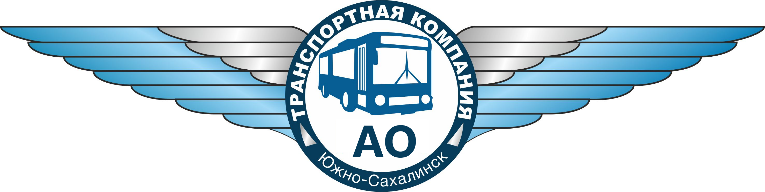 ТРАНСПОРТНАЯ КОМПАНИЯ
АО
Южно-Сахалинск